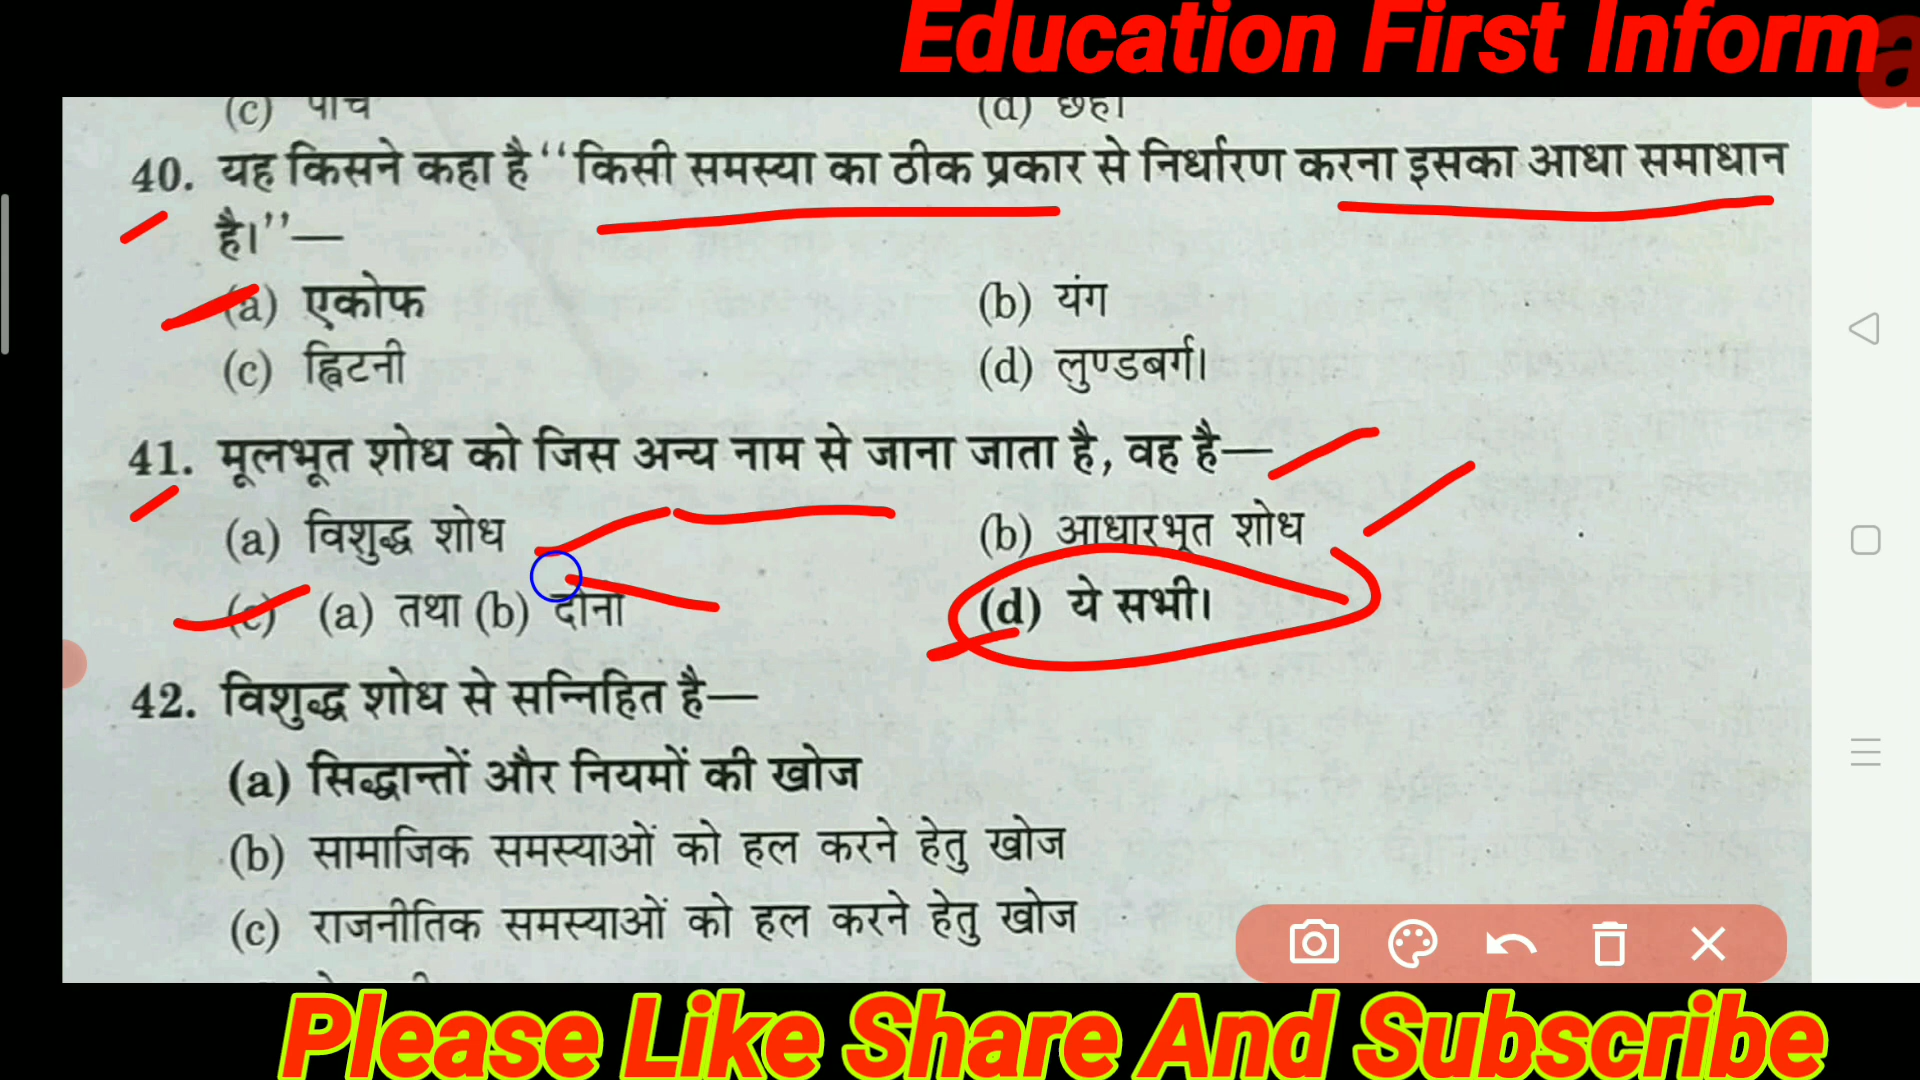 Education First Informa
(c) पांच (d) छह।
40. यह किसने कहा है ‘‘किसी समस्या का ठीक प्रकार से निर्धारण करना इसका आधा समाधान
है।’’—
(a) एकोफ (b) यंग
(c) ह्विटनी (d) लुण्डबर्ग।
41. मूलभूत शोध को जिस अन्य नाम से जाना जाता है, वह है—
(a) विशुद्ध शोध (b) आधारभूत शोध
(c) (a) तथा (b) दोनों (d) ये सभी।
42. विशुद्ध शोध से सन्निहित है—
(a) सिद्धान्तों और नियमों की खोज
(b) सामाजिक समस्याओं को हल करने हेतु खोज
(c) राजनीतिक समस्याओं को हल करने हेतु खोज
Please Like Share And Subscribe